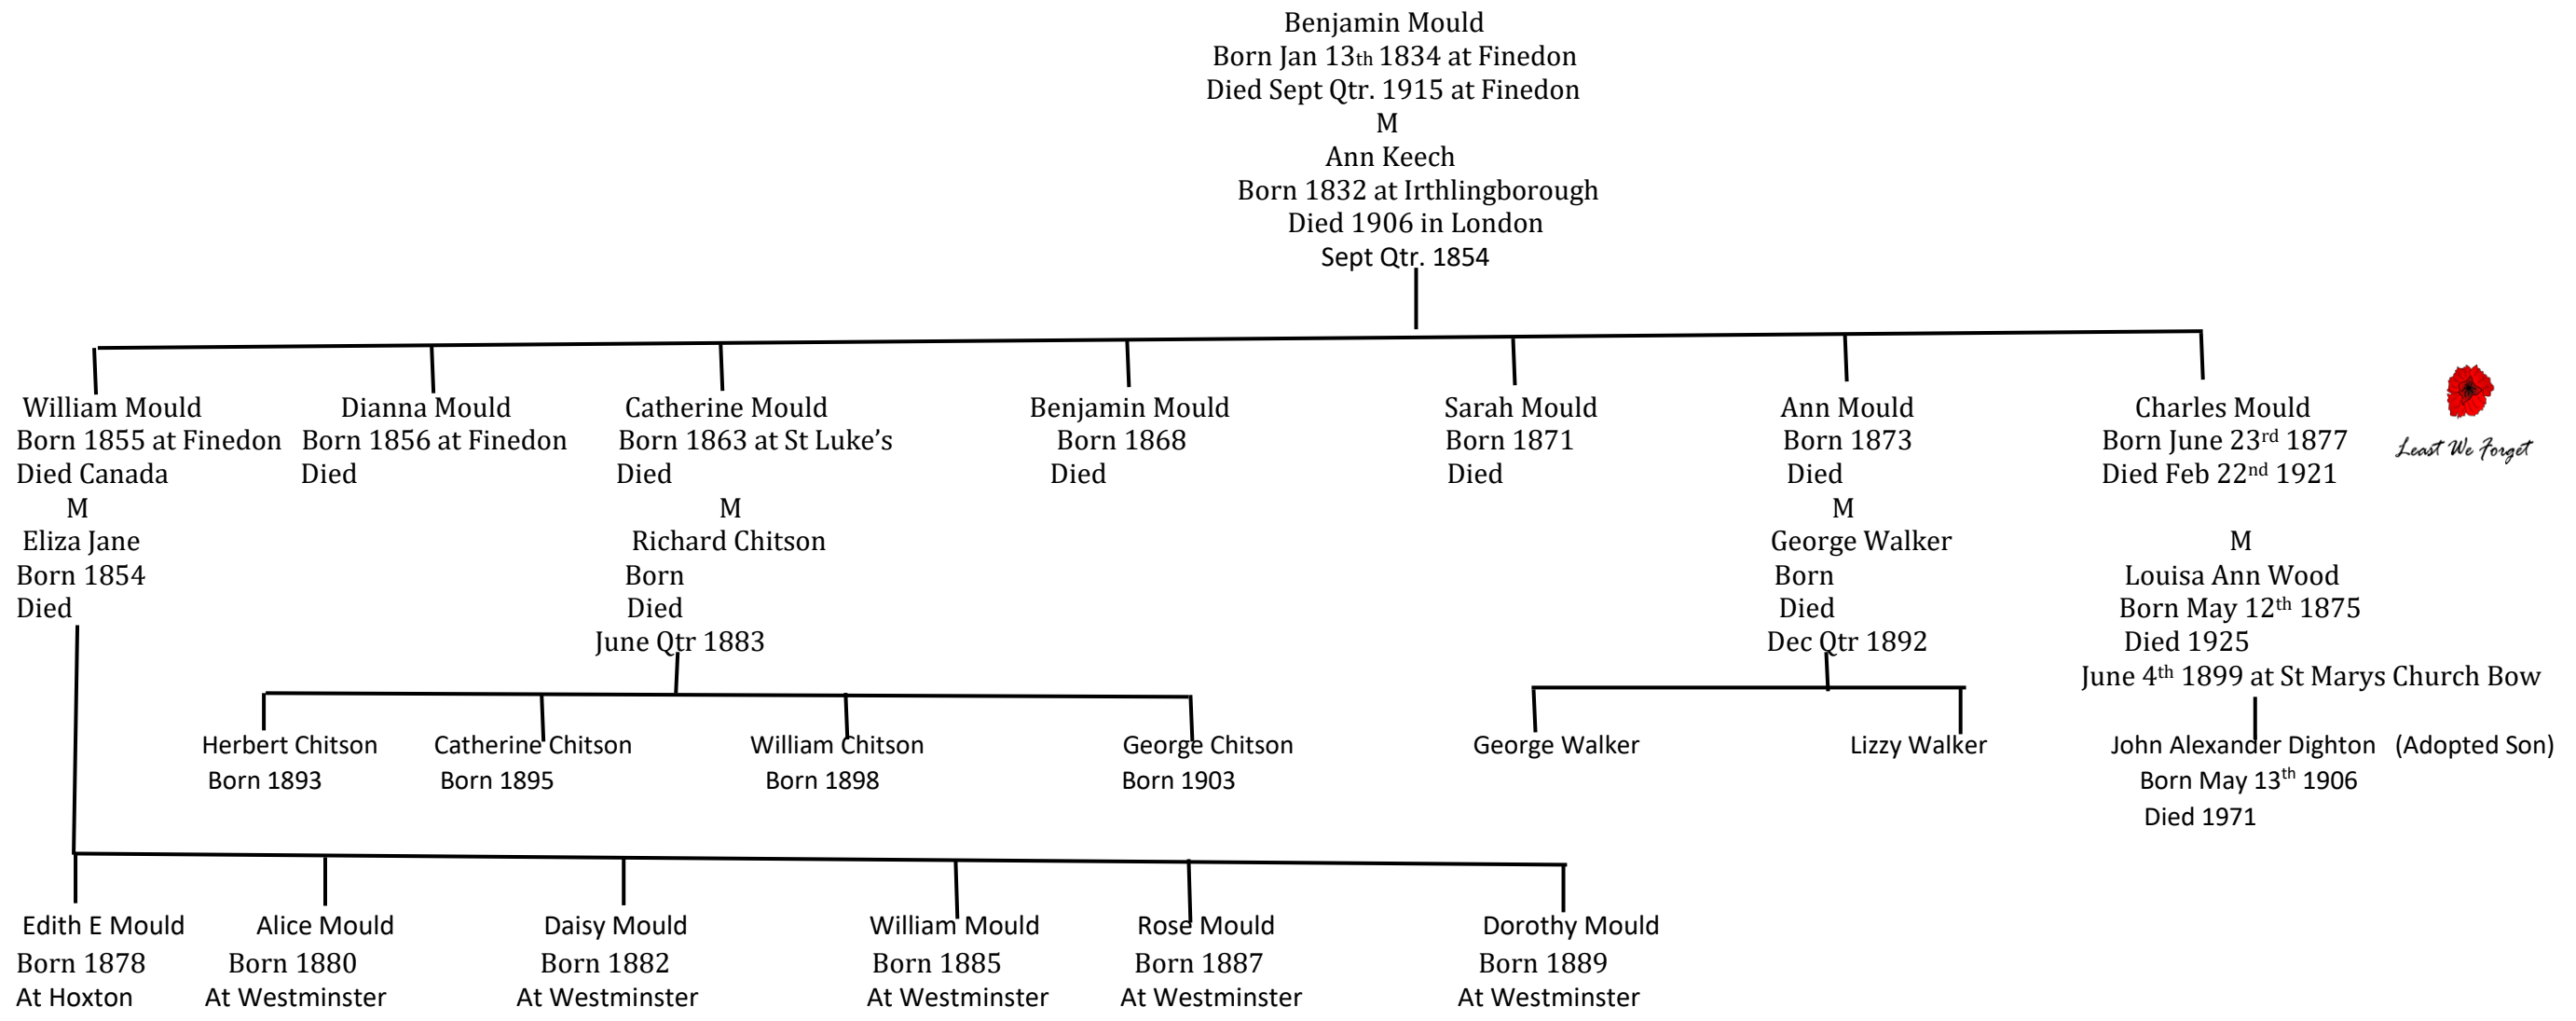 Benjamin Mould
Born Jan 13th 1834 at Finedon
Died Sept Qtr. 1915 at Finedon
M
Ann Keech
Born 1832 at Irthlingborough
Died 1906 in London
Sept Qtr. 1854
William Mould
Born 1855 at Finedon
Died Canada
M
Eliza Jane
Born 1854
Died
Dianna Mould
Born 1856 at Finedon
Died
Catherine Mould
Born 1863 at St Luke’s
Died
M
Richard Chitson
Born
Died
June Qtr 1883
Benjamin Mould
Born 1868
Died
Sarah Mould
Born 1871
Died
Ann Mould
Born 1873
Died
M
George Walker
Born
Died
Dec Qtr 1892
Charles Mould
Born June 23rd 1877
Died Feb 22nd 1921
M
Louisa Ann Wood
Born May 12th 1875
Died 1925
June 4th 1899 at St Marys Church Bow
Least We Forget
Herbert Chitson
Born 1893
Catherine Chitson
Born 1895
William Chitson
Born 1898
George Chitson
Born 1903
George Walker
Lizzy Walker
John Alexander Dighton (Adopted Son)
Born May 13th 1906
Died 1971
Edith E Mould
Born 1878
At Hoxton
Alice Mould
Born 1880
At Westminster
Daisy Mould
Born 1882
At Westminster
William Mould
Born 1885
At Westminster
Rose Mould
Born 1887
At Westminster
Dorothy Mould
Born 1889
At Westminster